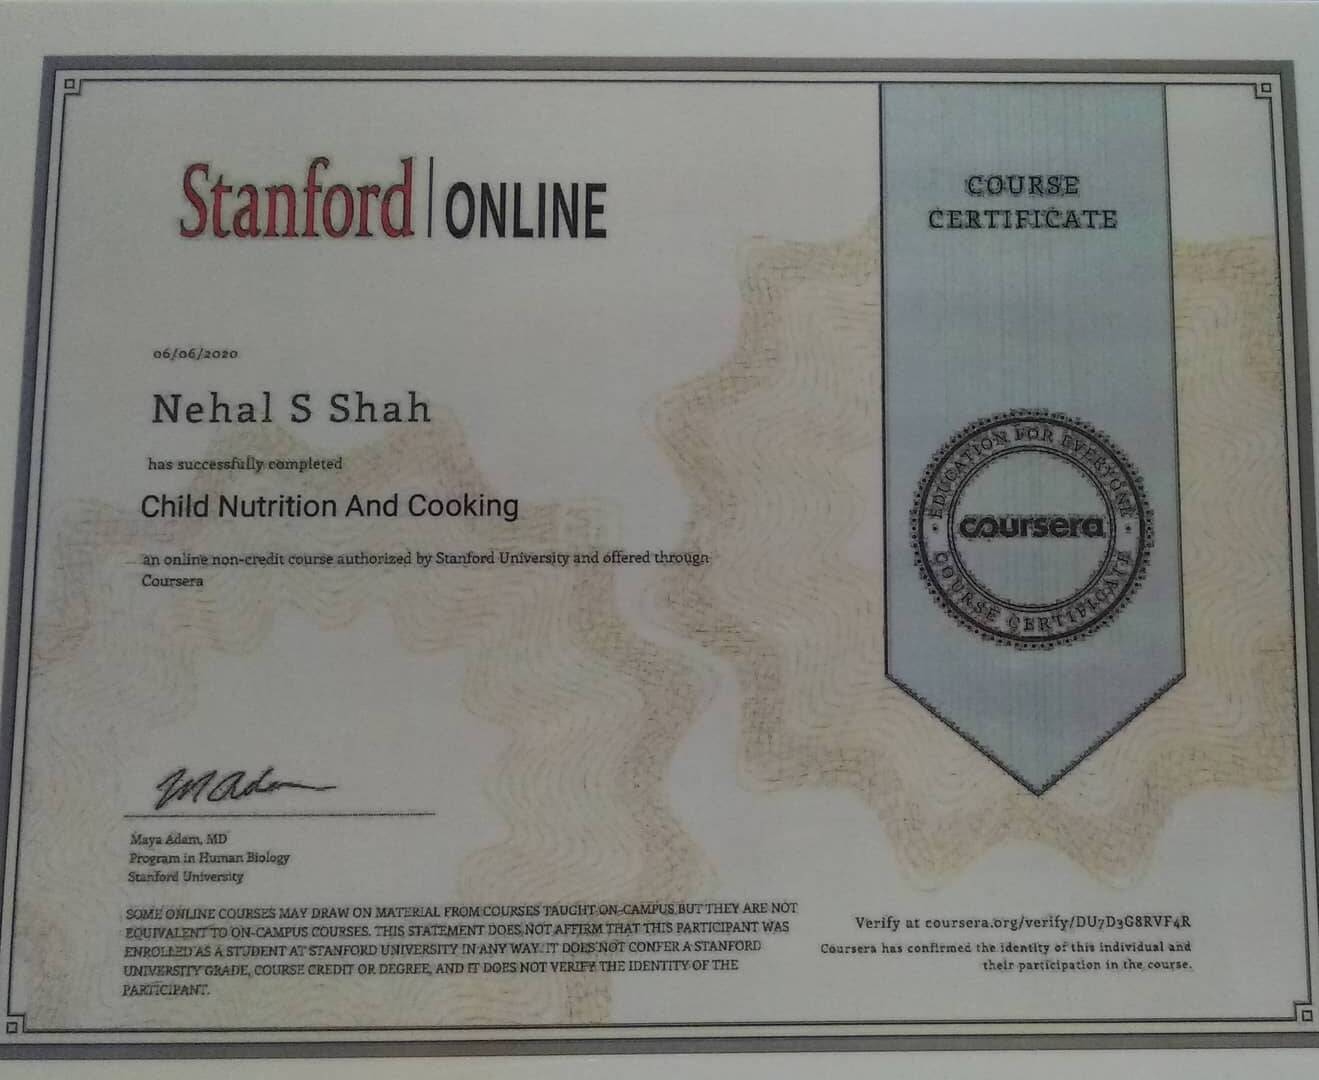 Stanford | ONLINE
COURSE
CERTIFICATE
06/06/2020
Nehal S Shah
has successfully completed
Child Nutrition And Cooking
an online non-credit course authorized by Stanford University and offered through
Coursera
EDUCATION FOR EVERYONE
coursera
COURSE CERTIFICATE
M Adam
Maya Adam, MD
Program in Human Biology
Stanford University
SOME ONLINE COURSES MAY DRAW ON MATERIAL FROM COURSES TAUGHT ON-CAMPUS BUT THEY ARE NOT
EQUIVALENT TO ON-CAMPUS COURSES. THIS STATEMENT DOES NOT AFFIRM THAT THIS PARTICIPANT WAS
ENROLLED AS A STUDENT AT STANFORD UNIVERSITY IN ANY WAY. IT DOES NOT CONFER A STANFORD
UNIVERSITY GRADE, COURSE CREDIT OR DEGREE, AND IT DOES NOT VERIFY THE IDENTITY OF THE
PARTICIPANT.
Verify at coursera.org/verify/DU7D3G8RVF4R
Coursera has confirmed the identity of this individual and
their participation in the course.